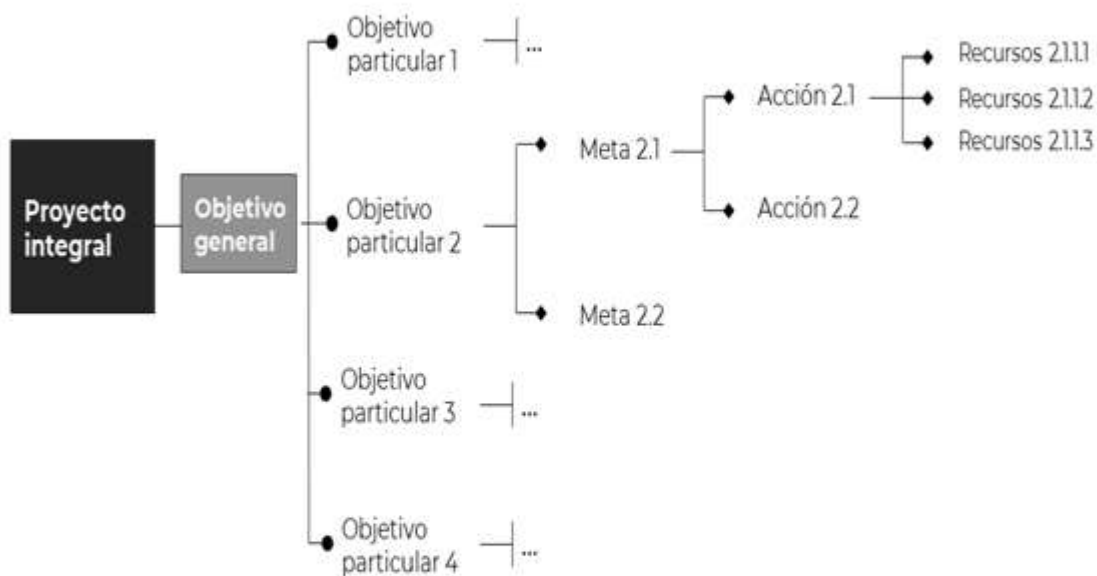 Proyecto
integral
Objetivo
general
Objetivo
particular 1
...
Objetivo
particular 2
Meta 2.1
Acción 2.1
Recursos 2.1.1.1
Recursos 2.1.1.2
Recursos 2.1.1.3
Acción 2.2
Meta 2.2
Objetivo
particular 3
...
Objetivo
particular 4
...